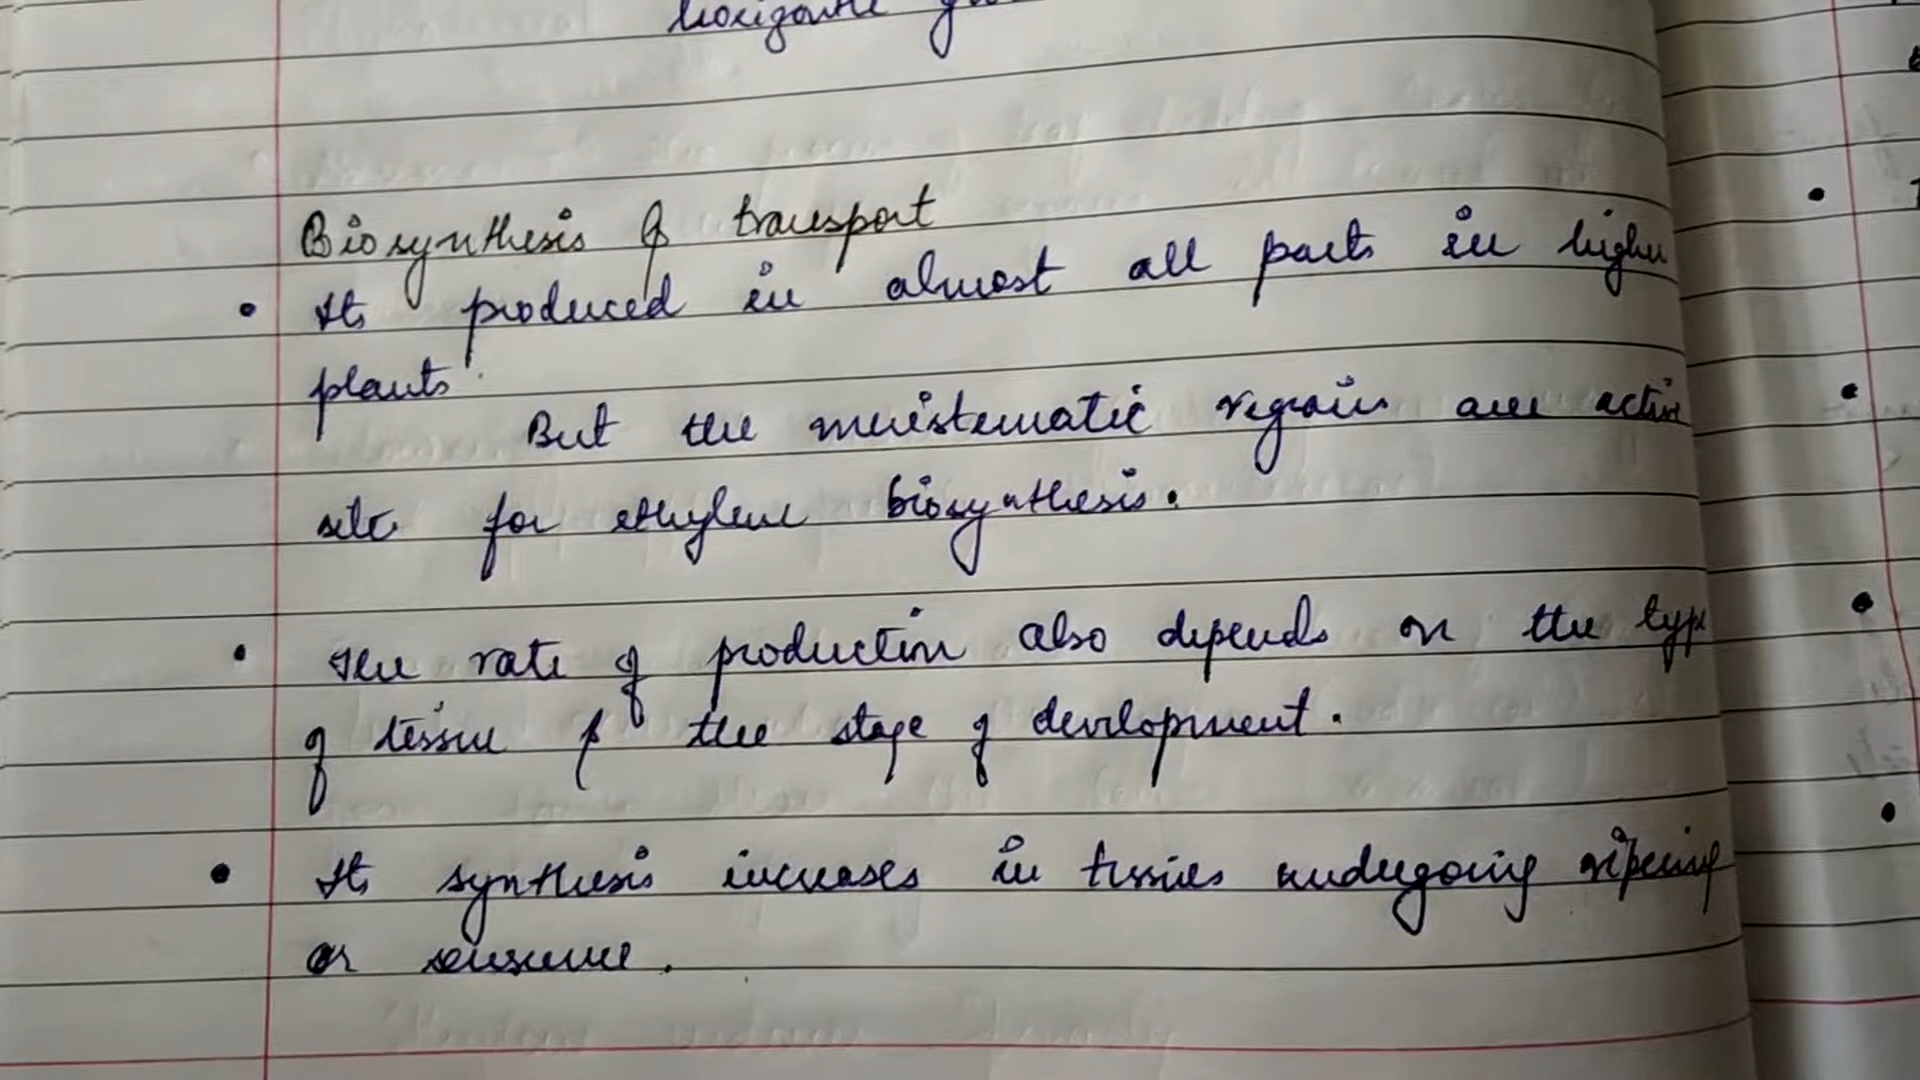 Biosynthesis & transport
• Its produced in almost all parts in higher
plants.
But the meristematic regions are active
site for ethylene biosynthesis.
• The rate of production also depends on the type
of tissue & the stage of development.
• Its synthesis increases in tissues undergoing ripening
or